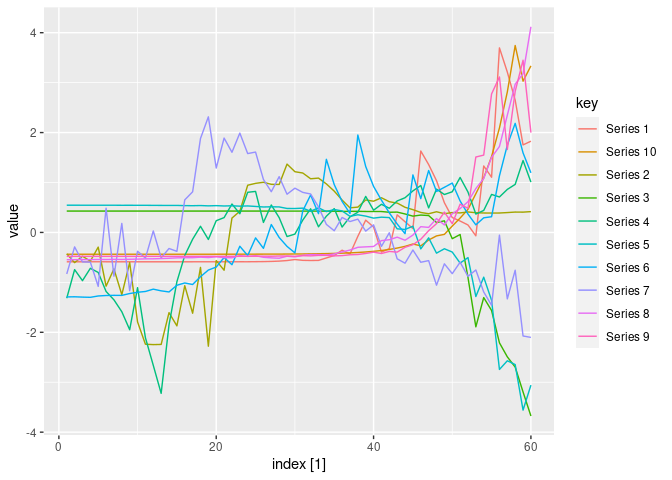 4
2
0
-2
-4
value
0
20
40
60
index [1]
key
Series 1
Series 10
Series 2
Series 3
Series 4
Series 5
Series 6
Series 7
Series 8
Series 9